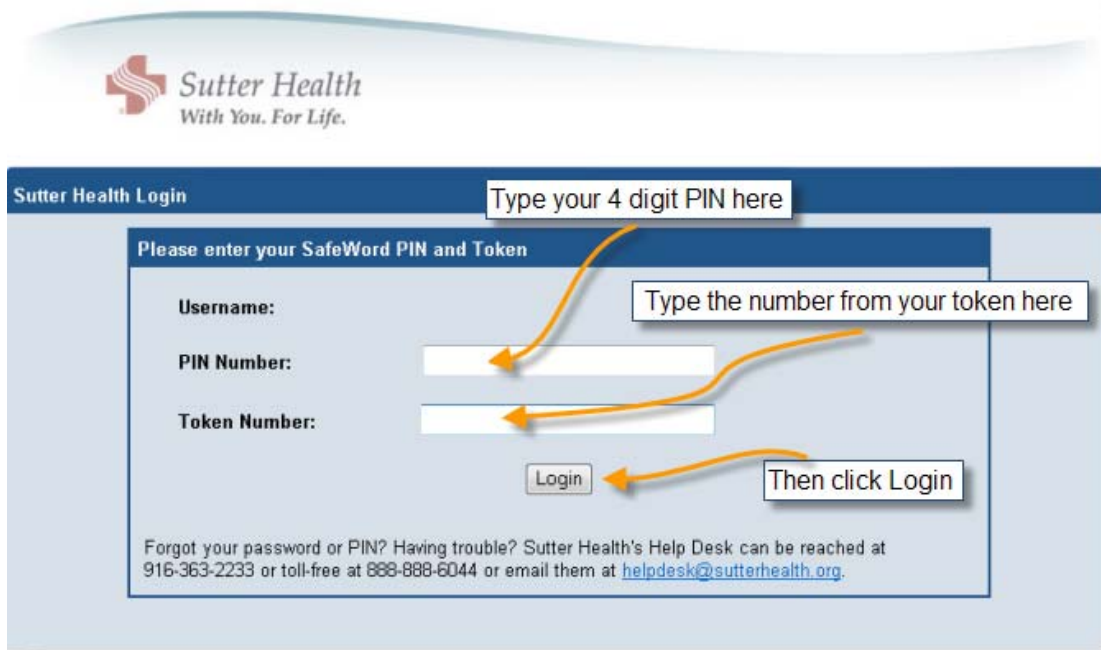 Sutter Health
With You. For Life.
Sutter Health Login
Type your 4 digit PIN here
Please enter your SafeWord PIN and Token
Username:
Type the number from your token here
PIN Number:
Token Number:
Login
Then click Login
Forgot your password or PIN? Having trouble? Sutter Health's Help Desk can be reached at
916-363-2233 or toll-free at 888-888-6044 or email them at helpdesk@sutterhealth.org.